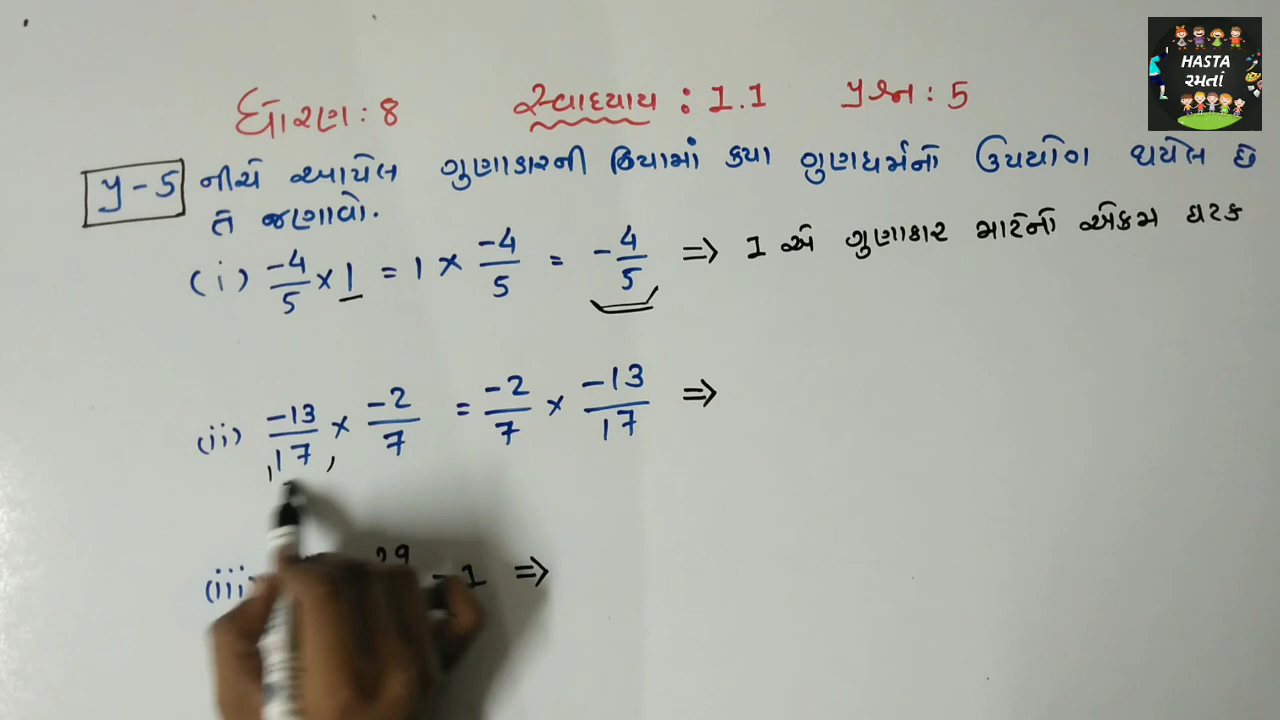 HASTA
રમતાં
ધોરણ : 8 સ્વાધ્યાય : 1.1 પ્રશ્ન : 5
પ્ર-5 નીચે આપેલ ગુણાકારની ક્રિયામાં કયા ગુણધર્મનો ઉપયોગ થયેલ છે
તે જણાવો.
(i) -4/5 × 1 = 1 × -4/5 = -4/5 ⇒ 1 એ ગુણાકાર માટેનો એકમ ઘટક
(ii) -13/17 × -2/7 = -2/7 × -13/17 ⇒
(iii) 29 = 1 ⇒